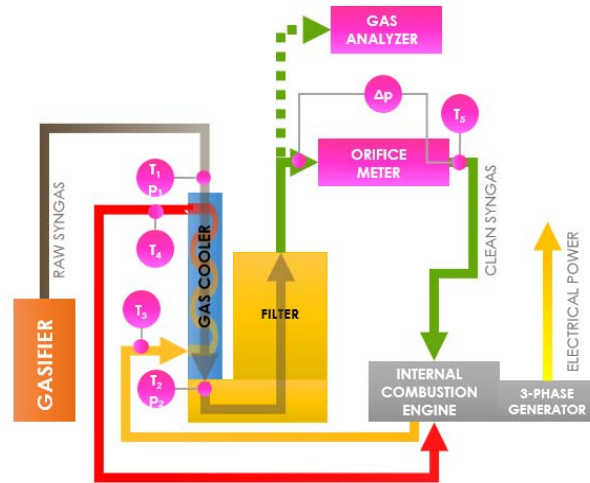 GAS
ANALYZER
Δp
T5
ORIFICE
METER
T1
P1
T4
RAW SYNGAS
GAS COOLER
CLEAN SYNGAS
ELECTRICAL POWER
GASIFIER
T3
FILTER
T2
P2
INTERNAL
COMBUSTION
ENGINE
3-PHASE
GENERATOR